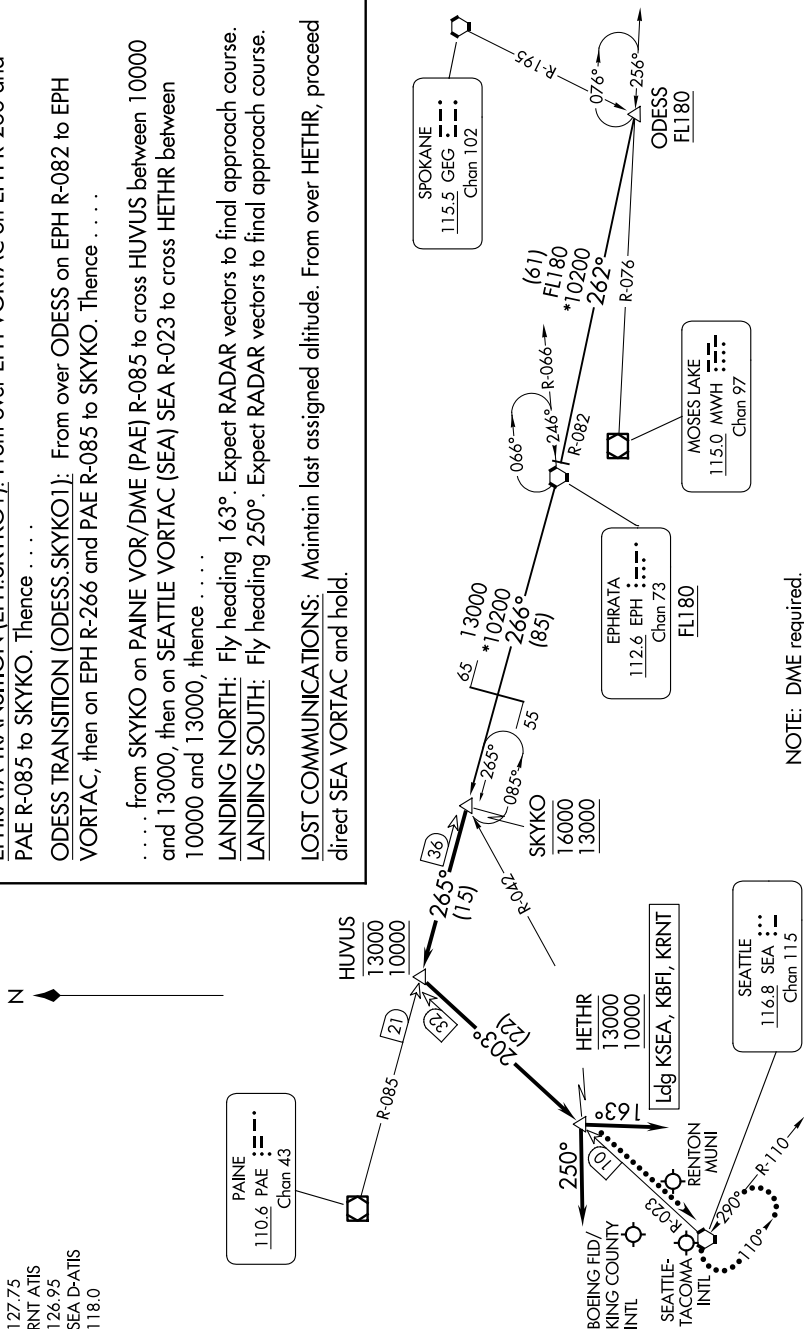 127.75
RNT ATIS
126.95
SEA D-ATIS
118.0
PAE R-085 to SKYKO. Thence . . . .
ODESS TRANSITION (ODESS.SKYKO1): From over ODESS on EPH R-082 to EPH
VORTAC, then on EPH R-266 and PAE R-085 to SKYKO. Thence . . . .
. . . . from SKYKO on PAINE VOR/DME (PAE) R-085 to cross HUVUS between 10000
and 13000, then on SEATTLE VORTAC (SEA) SEA R-023 to cross HETHR between
10000 and 13000, thence . . . .
LANDING NORTH: Fly heading 163°. Expect RADAR vectors to final approach course.
LANDING SOUTH: Fly heading 250°. Expect RADAR vectors to final approach course.
LOST COMMUNICATIONS: Maintain last assigned altitude. From over HETHR, proceed
direct SEA VORTAC and hold.
N
PAINE
110.6 PAE
Chan 43
R-085
21
HUVUS
13000
10000
32
36
265°
(15)
203°
(22)
SKYKO
16000
13000
R-042
265°
085°
65
55
13000
*10200
266°
(85)
066°
246°
R-066
R-082
EPHRATA
112.6 EPH
Chan 73
FL180
(61)
FL180
*10200
262°
SPOKANE
115.5 GEG
Chan 102
R-195
076°
256°
ODESS
FL180
R-076
MOSES LAKE
115.0 MWH
Chan 97
HETHR
13000
10000
Ldg KSEA, KBFI, KRNT
250°
163°
10
R-023
BOEING FLD/
KING COUNTY
INTL
SEATTLE-
TACOMA
INTL
RENTON
MUNI
290°
110°
R-110
SEATTLE
116.8 SEA
Chan 115
NOTE: DME required.